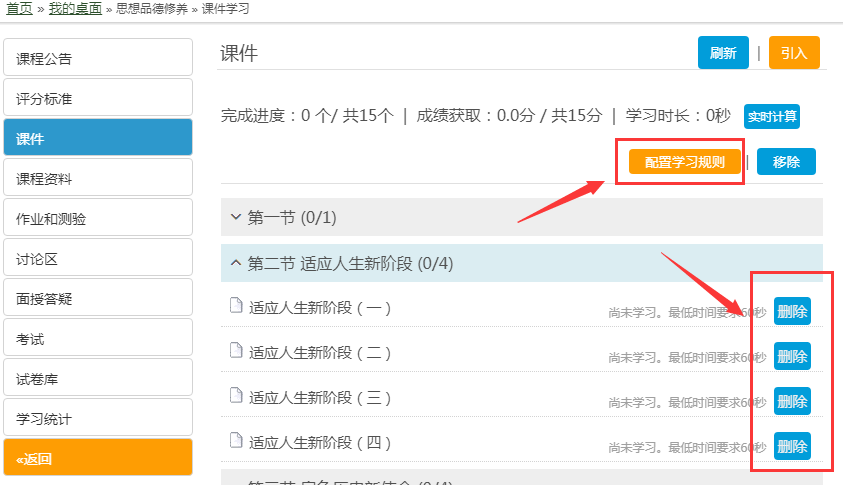 首页 » 我的桌面 » 思想品德修养 » 课件学习
课程公告
评分标准
课件
课程资料
作业和测验
讨论区
面授答疑
考试
试卷库
学习统计
«返回
课件
刷新 | 引入
完成进度：0 个/ 共15个 | 成绩获取：0.0分 / 共15分 | 学习时长：0秒 实时计算
配置学习规则 | 移除
第一节 (0/1)
第二节 适应人生新阶段 (0/4)
适应人生新阶段（一） 尚未学习。最低时间要求60秒 删除
适应人生新阶段（二） 尚未学习。最低时间要求60秒 删除
适应人生新阶段（三） 尚未学习。最低时间要求60秒 删除
适应人生新阶段（四） 尚未学习。最低时间要求60秒 删除